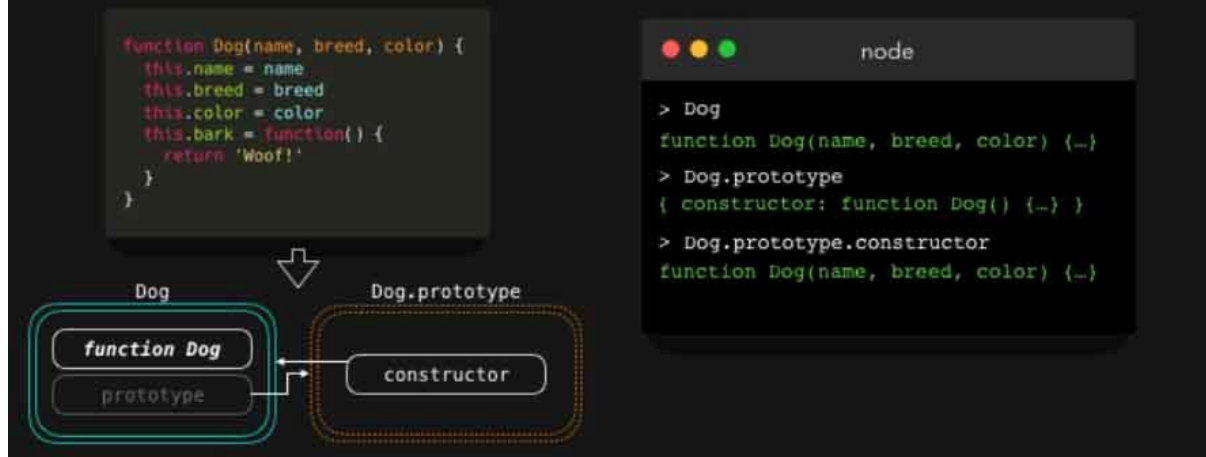 function Dog(name, breed, color) {
this.name = name
this.breed = breed
this.color = color
this.bark = function() {
return 'Woof!'
}
}
Dog
function Dog
prototype
Dog.prototype
constructor
node
> Dog
function Dog(name, breed, color) {…}
> Dog.prototype
{ constructor: function Dog() {…} }
> Dog.prototype.constructor
function Dog(name, breed, color) {…}